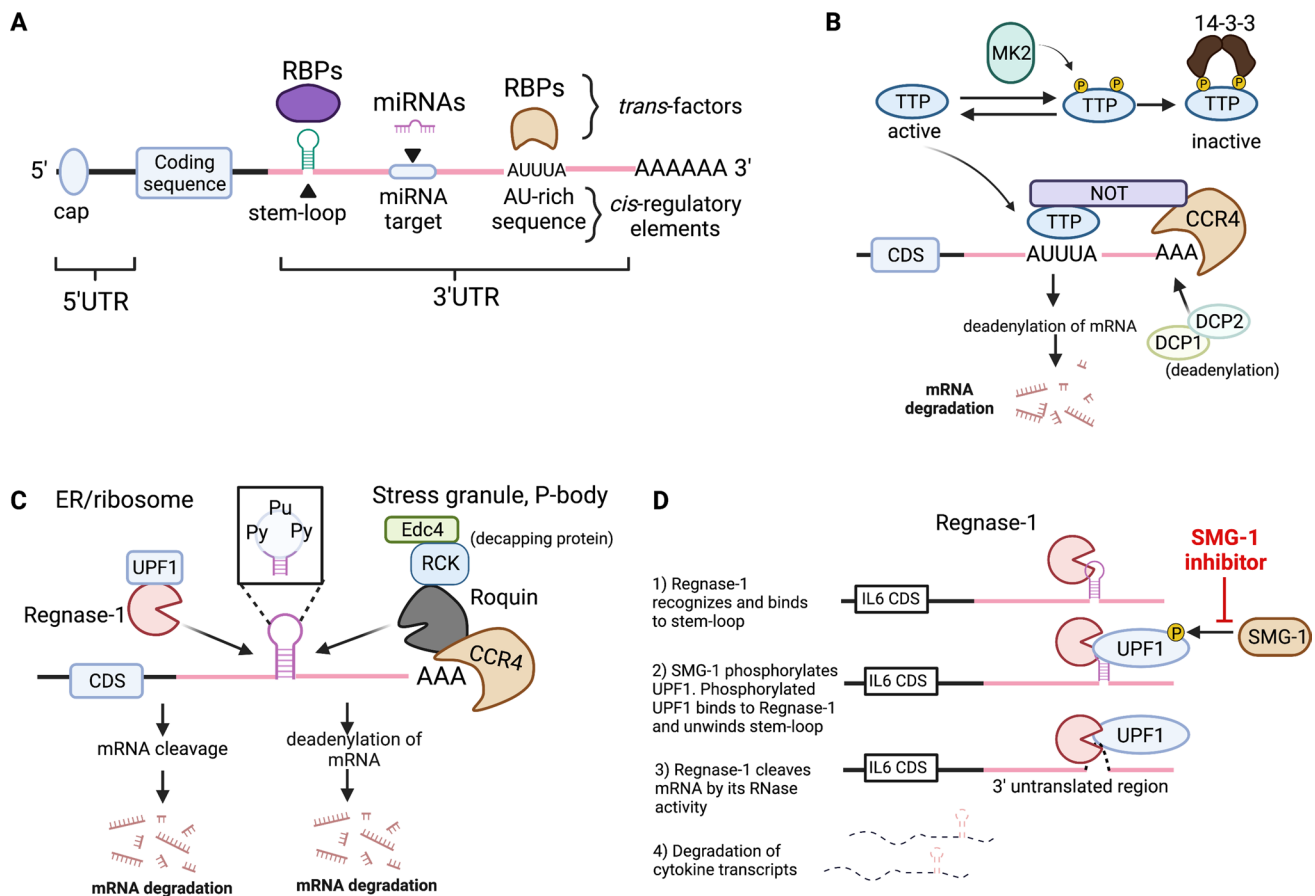 A
RBPs
miRNAs
RBPs
trans-factors
5'
cap
Coding
sequence
stem-loop
miRNA
target
AUUUA
AU-rich
sequence
AAAAAA 3'
cis-regulatory
elements
5'UTR
3'UTR
B
MK2
14-3-3
TTP
active
P
P
TTP
P
P
TTP
inactive
NOT
TTP
CCR4
CDS
AUUUA
AAA
deadenylation of mRNA
DCP2
DCP1
(deadenylation)
mRNA
degradation
C
ER/ribosome
Pu
Py
Py
Stress granule, P-body
Edc4
(decapping protein)
RCK
UPF1
Regnase-1
Roquin
CCR4
CDS
AAA
mRNA cleavage
deadenylation of
mRNA
mRNA degradation
mRNA degradation
D
Regnase-1
SMG-1
inhibitor
1) Regnase-1
recognizes and binds
to stem-loop
IL6 CDS
P
UPF1
SMG-1
2) SMG-1 phosphorylates
UPF1. Phosphorylated
UPF1 binds to Regnase-1
and unwinds stem-loop
IL6 CDS
UPF1
3) Regnase-1 cleaves
mRNA by its RNase
activity
IL6 CDS
3' untranslated region
4) Degradation of
cytokine transcripts